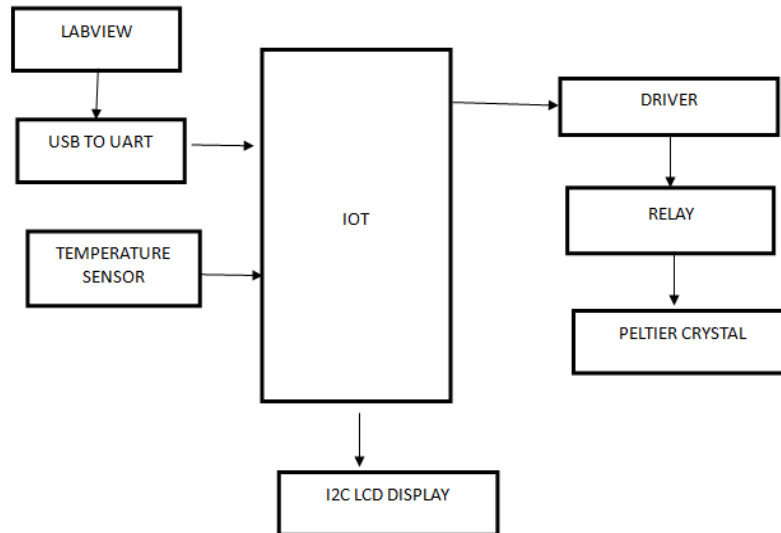 LABVIEW
USB TO UART
TEMPERATURE
SENSOR
IOT
DRIVER
RELAY
PELTIER CRYSTAL
I2C LCD DISPLAY